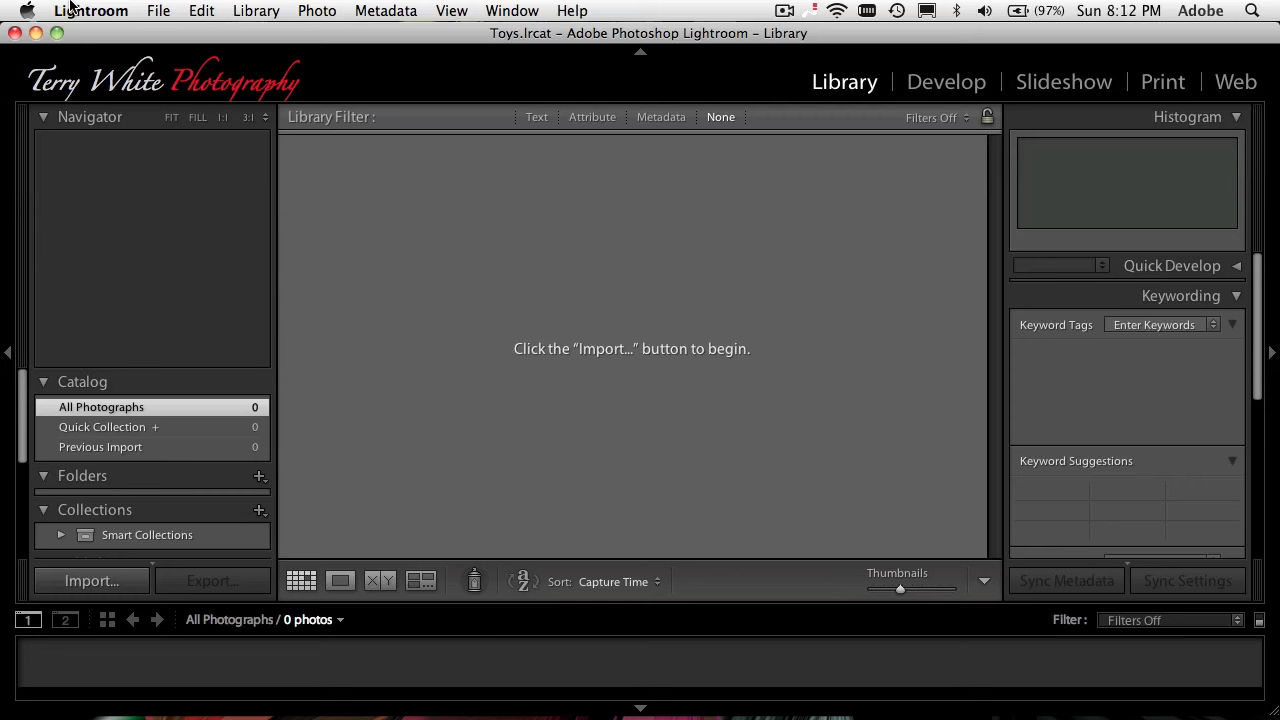 Lightroom File Edit Library Photo Metadata View Window Help (97%) Sun 8:12 PM Adobe
Toys.lrcat – Adobe Photoshop Lightroom – Library
Terry White Photography
Library Develop Slideshow Print Web
Navigator FIT FILL 1:1 3:1
Library Filter : Text Attribute Metadata None Filters Off
Histogram
Quick Develop
Keywording
Keyword Tags Enter Keywords
Click the “Import...” button to begin.
Catalog
All Photographs 0
Quick Collection + 0
Previous Import 0
Folders
Collections
Smart Collections
Keyword Suggestions
Import... Export...
XY
Sort: Capture Time
Thumbnails
Sync Metadata Sync Settings
1 2 All Photographs / 0 photos
Filter : Filters Off